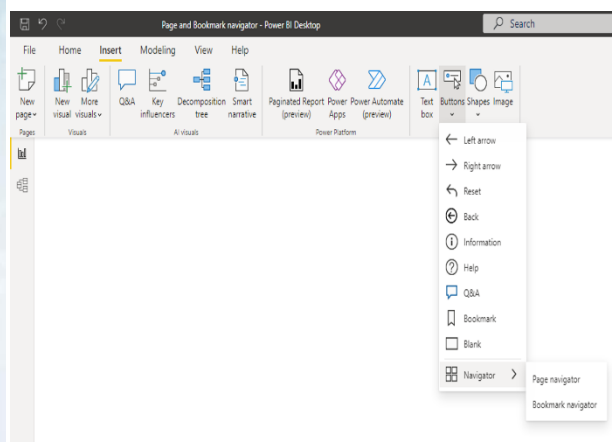 Page and Bookmark navigator - Power BI Desktop
Search
File Home Insert Modeling View Help
New page
New visual
More visuals
Q&A
Key influencers
Decomposition tree
Smart narrative
Paginated Report (preview)
Power Apps
Power Automate (preview)
Text box
Buttons
Shapes
Image
Pages
Visuals
AI visuals
Power Platform
Left arrow
Right arrow
Reset
Back
Information
Help
Q&A
Bookmark
Blank
Navigator
Page navigator
Bookmark navigator